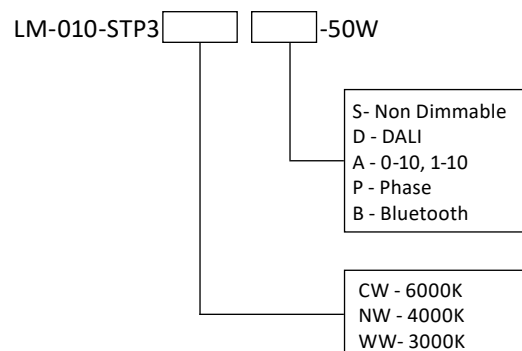 LM-010-STP3 -50W
S- Non Dimmable
D - DALI
A - 0-10, 1-10
P - Phase
B - Bluetooth
CW - 6000K
NW - 4000K
WW- 3000K